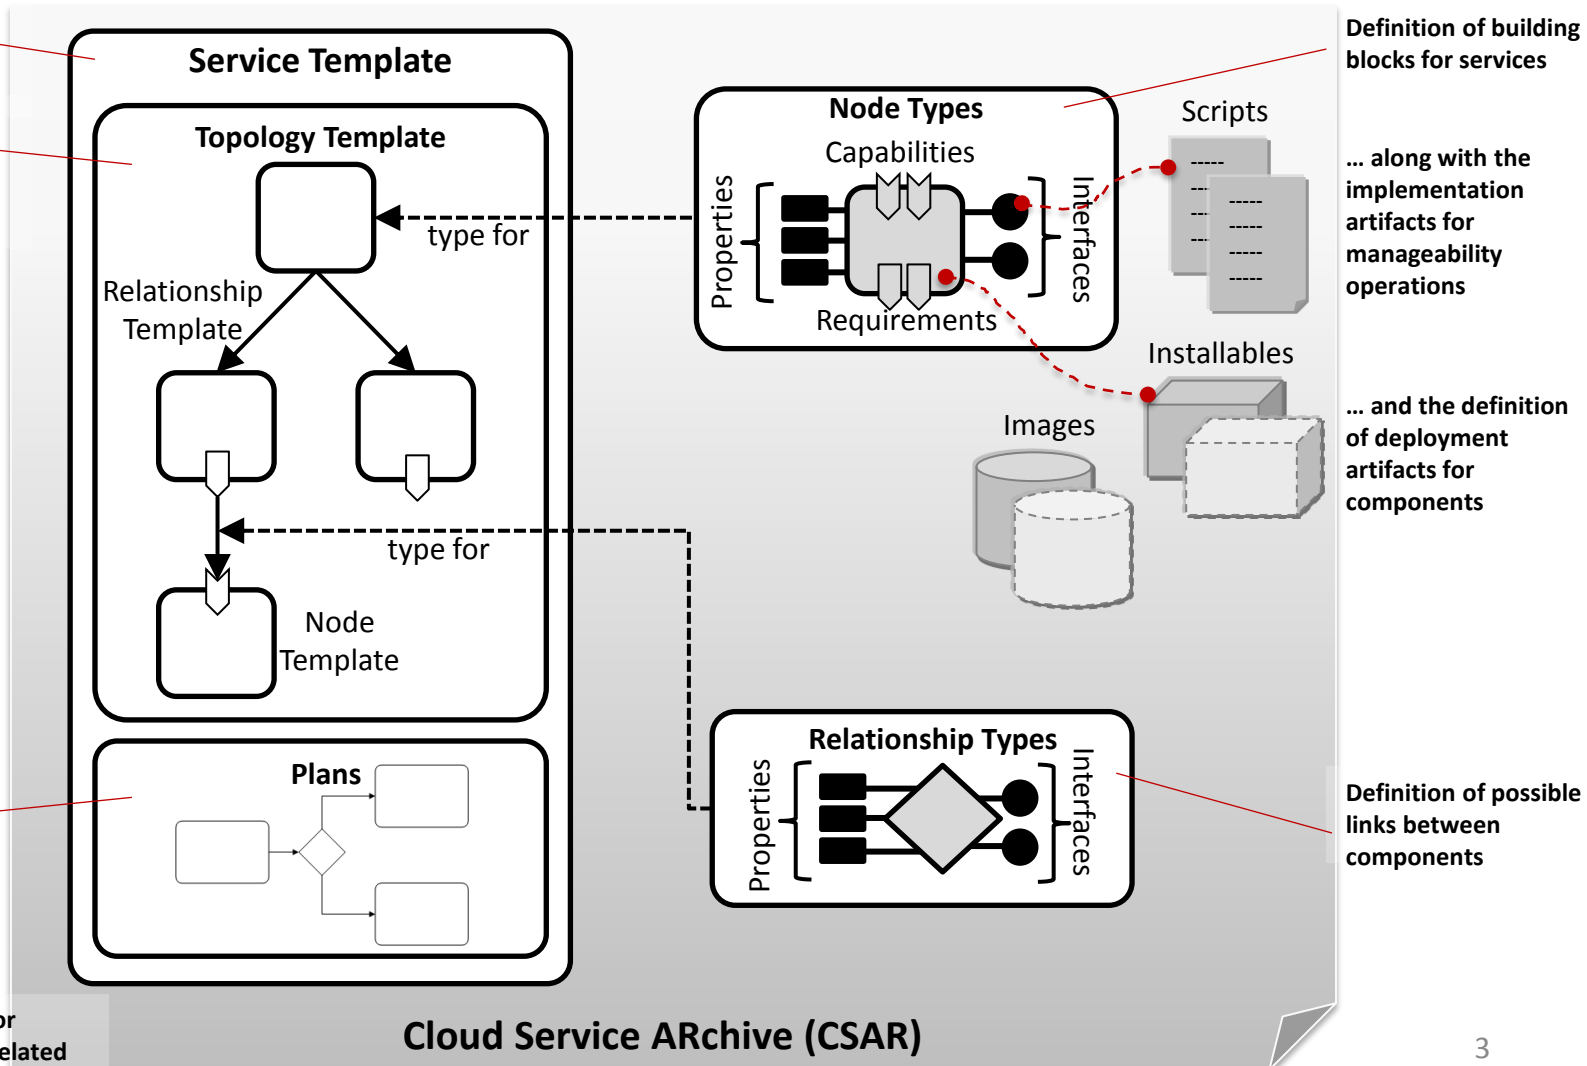 Service Template
Topology Template
type for
Relationship
Template
type for
Node
Template
Plans
Node Types
Capabilities
Properties
Interfaces
Requirements
Scripts
-----
----
--
---
-----
-----
-----
-----
Installables
Images
Relationship Types
Properties
Interfaces
Definition of building
blocks for services
... along with the
implementation
artifacts for
manageability
operations
... and the definition
of deployment
artifacts for
components
Definition of possible
links between
components
or
elated
Cloud Service ARchive (CSAR)
3